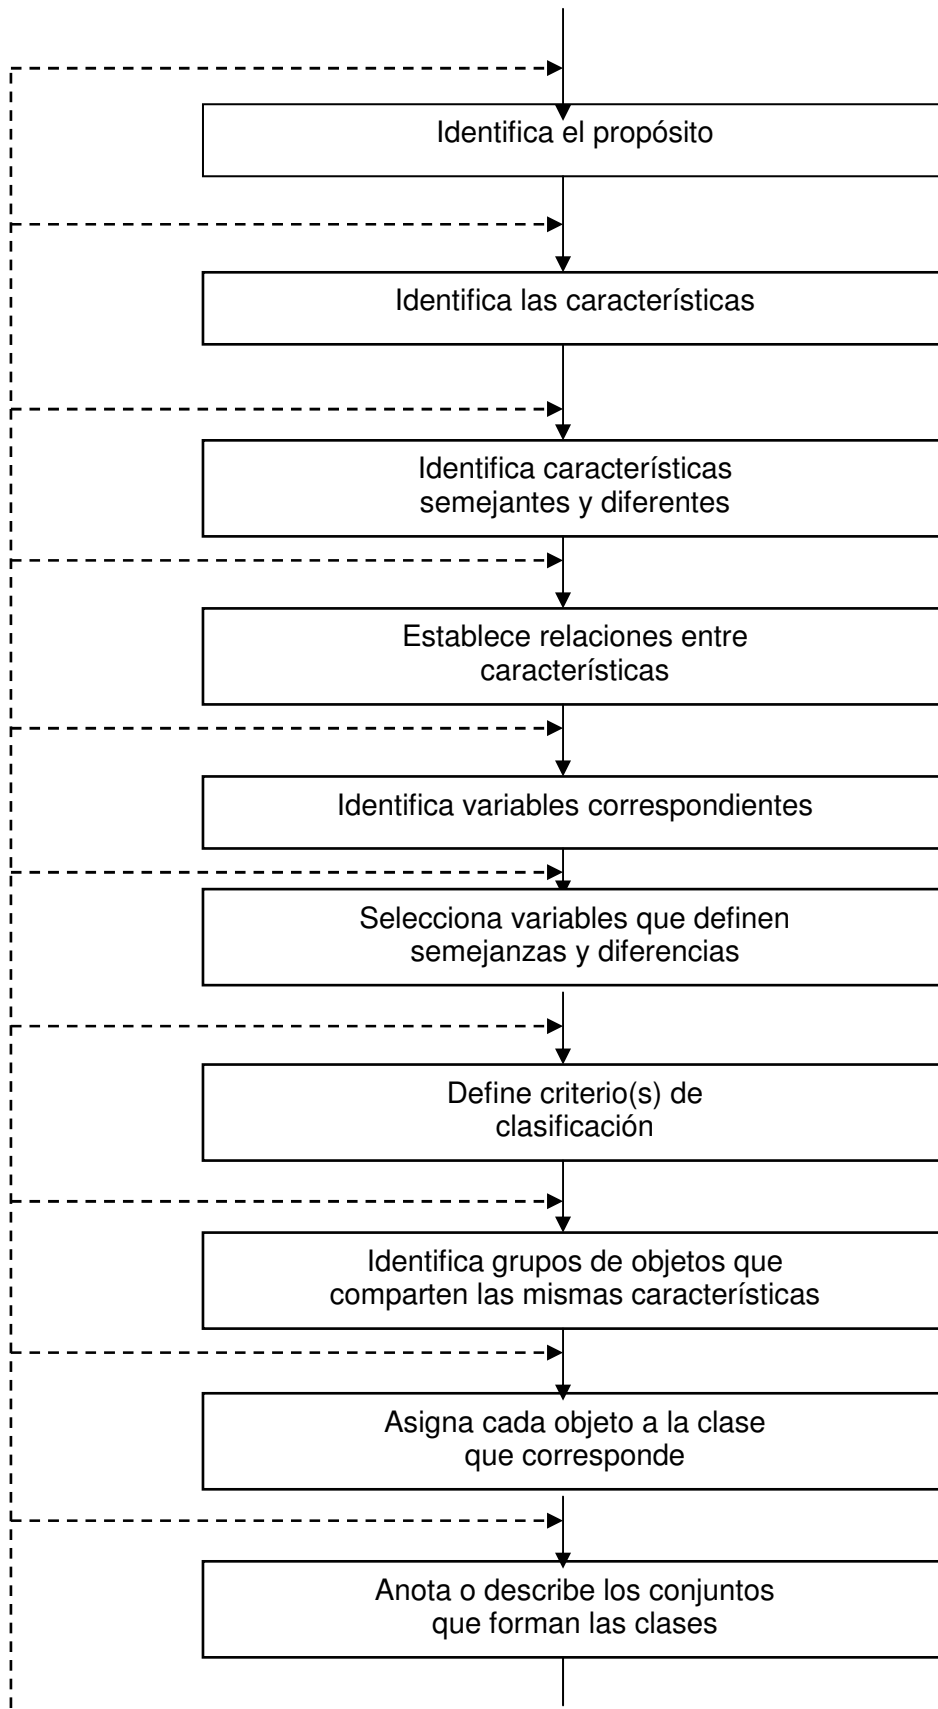 Identifica el propósito
Identifica las características
Identifica características
semejantes y diferentes
Establece relaciones entre
características
Identifica variables correspondientes
Selecciona variables que definen
semejanzas y diferencias
Define criterio(s) de
clasificación
Identifica grupos de objetos que
comparten las mismas características
Asigna cada objeto a la clase
que corresponde
Anota o describe los conjuntos
que forman las clases